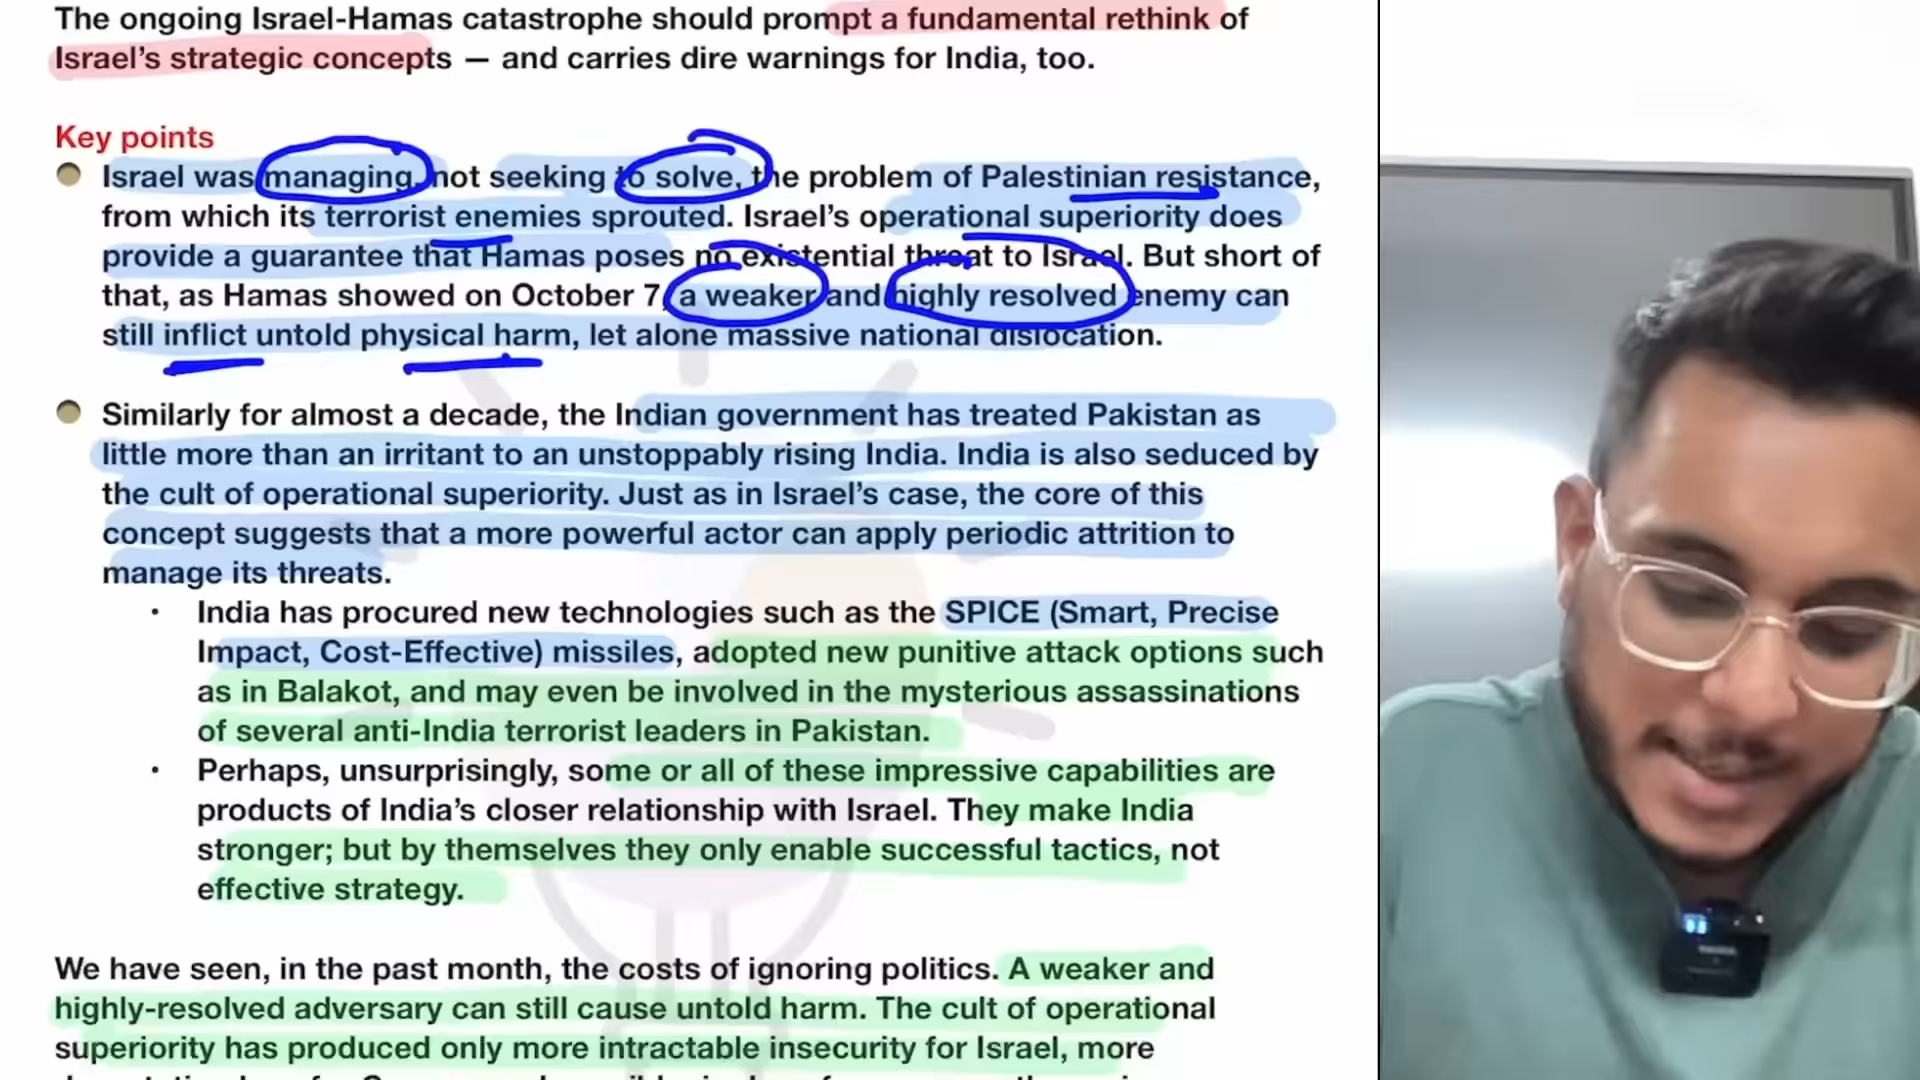 The ongoing Israel-Hamas catastrophe should prompt a fundamental rethink of
Israel's strategic concepts — and carries dire warnings for India, too.
Key points
Israel was managing, not seeking to solve, the problem of Palestinian resistance,
from which its terrorist enemies sprouted. Israel's operational superiority does
provide a guarantee that Hamas poses no existential threat to Israel. But short of
that, as Hamas showed on October 7, a weaker and highly resolved enemy can
still inflict untold physical harm, let alone massive national dislocation.
Similarly for almost a decade, the Indian government has treated Pakistan as
little more than an irritant to an unstoppably rising India. India is also seduced by
the cult of operational superiority. Just as in Israel's case, the core of this
concept suggests that a more powerful actor can apply periodic attrition to
manage its threats.
• India has procured new technologies such as the SPICE (Smart, Precise
Impact, Cost-Effective) missiles, adopted new punitive attack options such
as in Balakot, and may even be involved in the mysterious assassinations
of several anti-India terrorist leaders in Pakistan.
• Perhaps, unsurprisingly, some or all of these impressive capabilities are
products of India's closer relationship with Israel. They make India
stronger; but by themselves they only enable successful tactics, not
effective strategy.
We have seen, in the past month, the costs of ignoring politics. A weaker and
highly-resolved adversary can still cause untold harm. The cult of operational
superiority has produced only more intractable insecurity for Israel, more